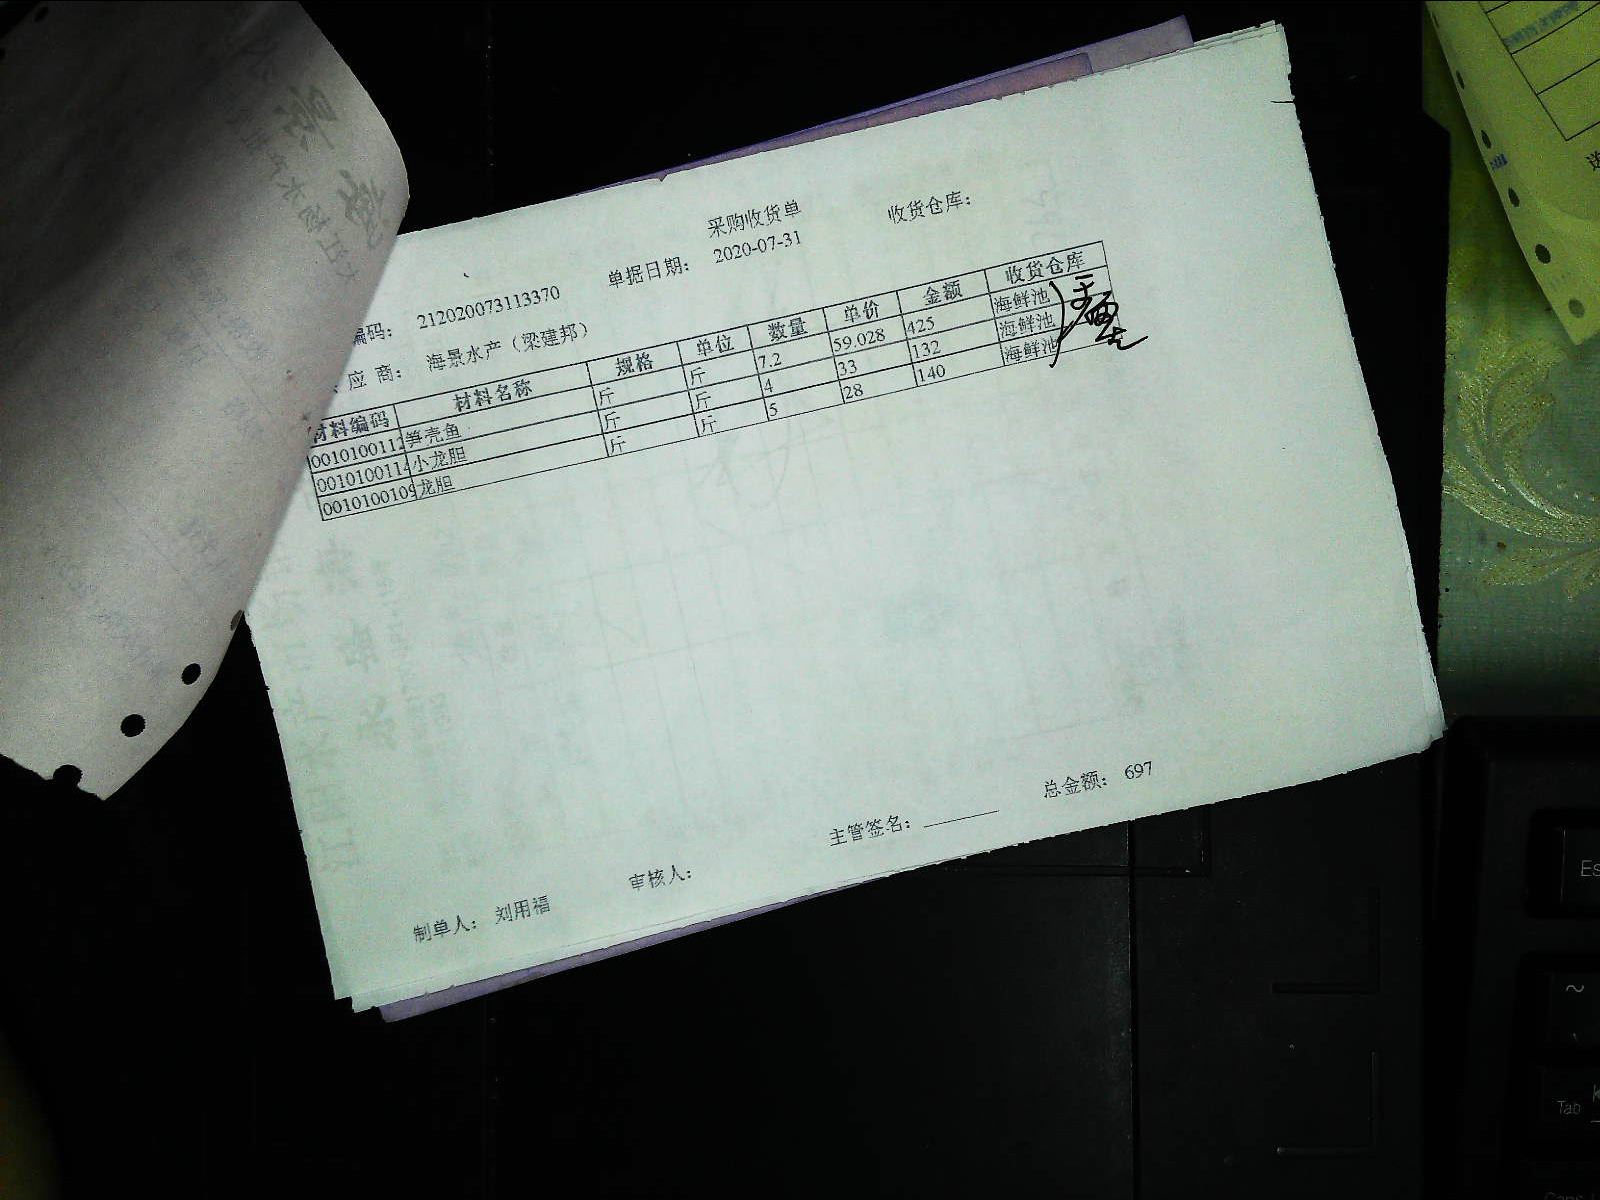 采购收货单 收货仓库：
编码： 212020073113370 单据日期： 2020-07-31
应 商： 海景水产（梁建邦）
材料编码 材料名称 规格 单位 数量 单价 金额 收货仓库
0010100112 笋壳鱼 斤 斤 7.2 59.028 425 海鲜池
0010100114 小龙胆 斤 斤 4 33 132 海鲜池
0010100109 龙胆 斤 斤 5 28 140 海鲜池
总金额： 697
主管签名：
审核人：
制单人： 刘用福
Es
~
Tab